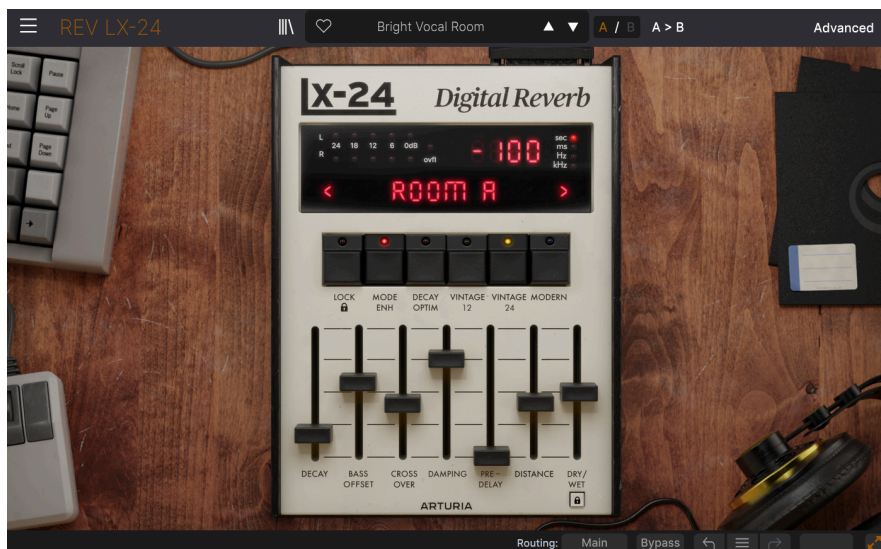 REV LX-24
Bright Vocal Room
A / B
A > B
Advanced
Scroll Lock
Pause
Home
Page Up
Page Down
LX-24 Digital Reverb
L
R
24 18 12 6 0dB
ovfl
- 100
sec
ms
Hz
kHz
< ROOM A >
LOCK
MODE ENH
DECAY OPTIM
VINTAGE 12
VINTAGE 24
MODERN
DECAY
BASS OFFSET
CROSS OVER
DAMPING
PRE-DELAY
DISTANCE
DRY/WET
ARTURIA
Routing: Main Bypass